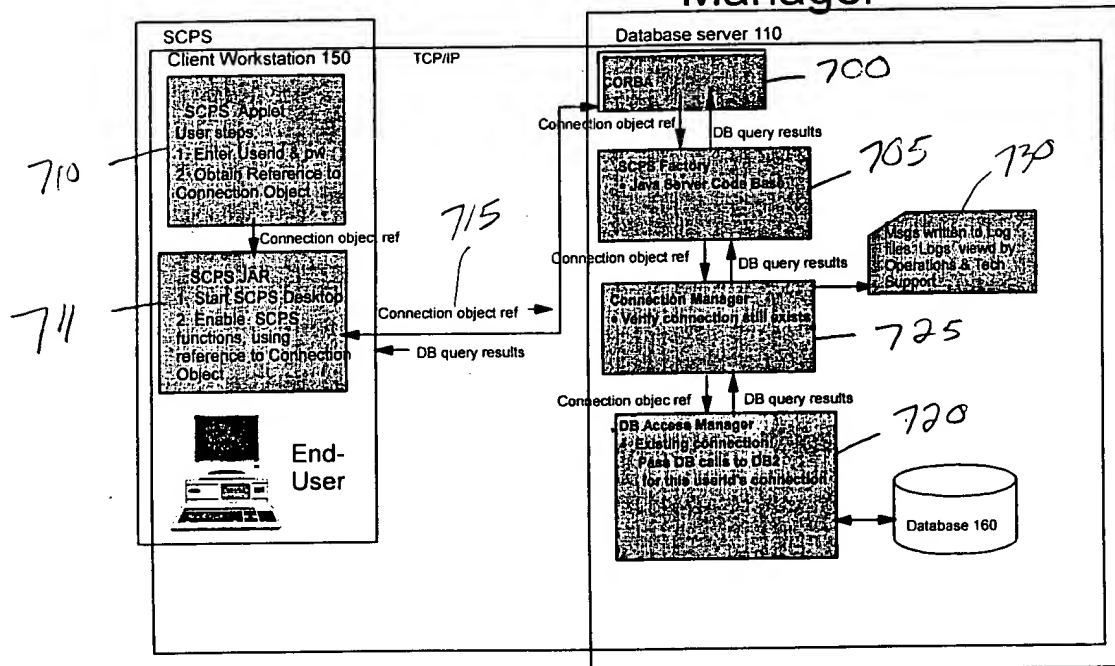 Manager
SCPS
Client Workstation 150
TCP/IP
Database server 110
SCPS Applet
User steps:
1- Enter Userid & pw
2- Obtain Reference to
Connection Object
710
Connection object ref
SCPS JAR
1. Start SCPS Desktop
2. Enable SCPS
functions, using
reference to Connection
Object
711
End-
User
715
Connection object ref
DB query results
CORBA
700
Connection object ref
DB query results
SCPS Factory
• Java Server Code Base
705
Connection object ref
DB query results
730
Msgs written to Log
files. Logs viewd by
Operations & Tech
Support
Connection Manager
• Verify connection still exists
725
Connection objec ref
DB query results
DB Access Manager
• Existing connection:
Pass DB calls to DB2
for this userid's connection
720
Database 160